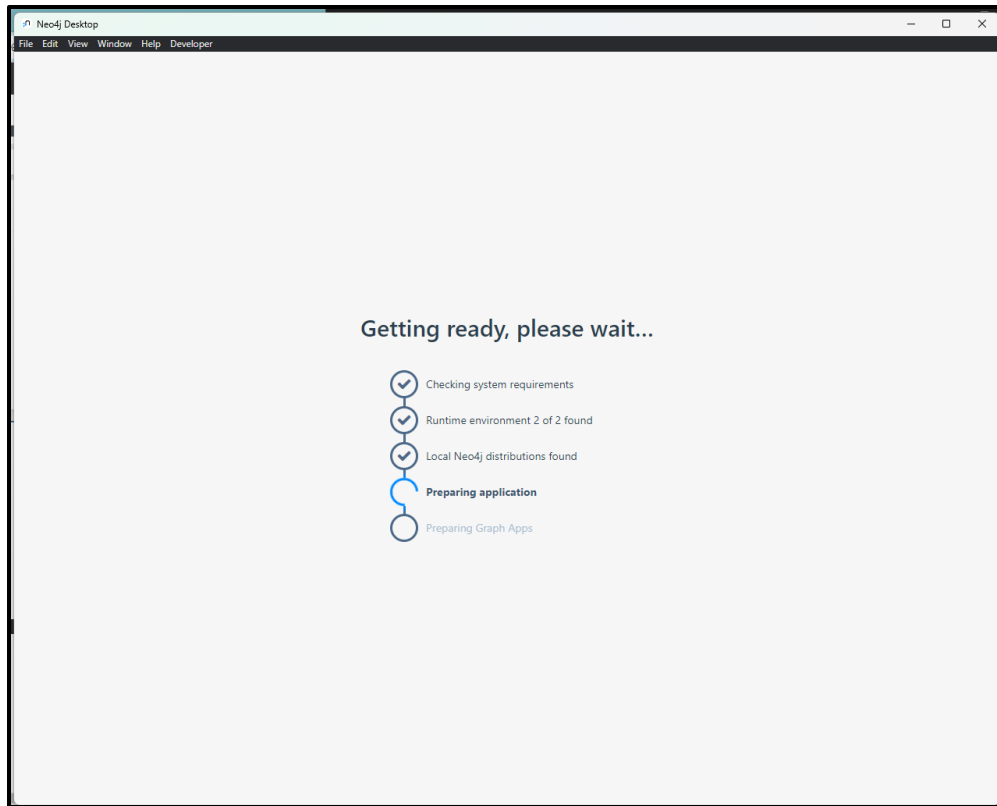 Neo4j Desktop
File Edit View Window Help Developer
Getting ready, please wait...
Checking system requirements
Runtime environment 2 of 2 found
Local Neo4j distributions found
Preparing application
Preparing Graph Apps